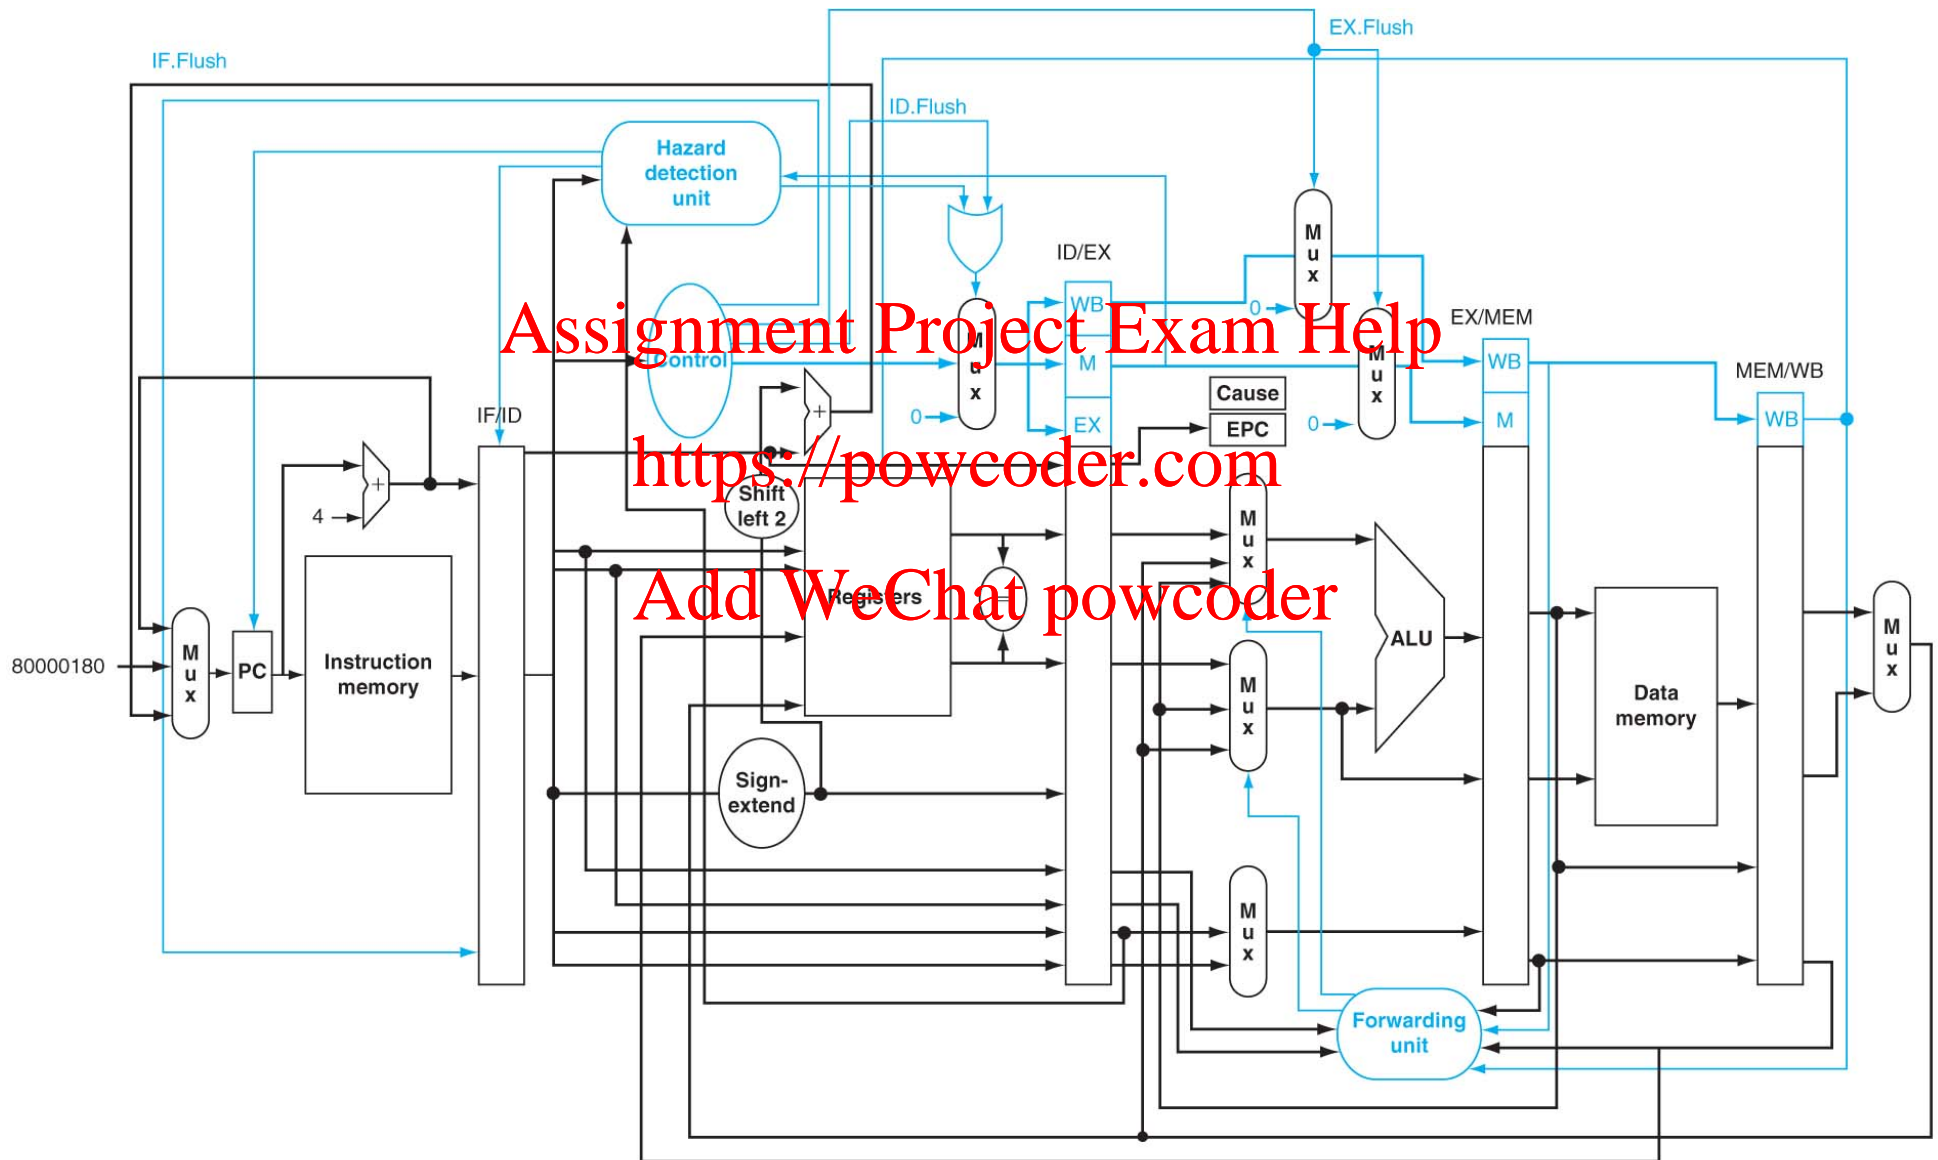 EX.Flush
IF.Flush
ID.Flush
Hazard
detection
unit
M
u
x
ID/EX
WB
0
Assignment Project Exam Help
EX/MEM
Control
M
u
x
M
M
u
x
WB
MEM/WB
Cause
IF/ID
0
EX
EPC
0
M
WB
+
https://powcoder.com
+
4
Shift
left 2
M
u
x
Add WeChat powcoder
Registers
=
80000180
M
u
x
PC
Instruction
memory
ALU
M
u
x
M
u
x
Data
memory
Sign-
extend
M
u
x
Forwarding
unit